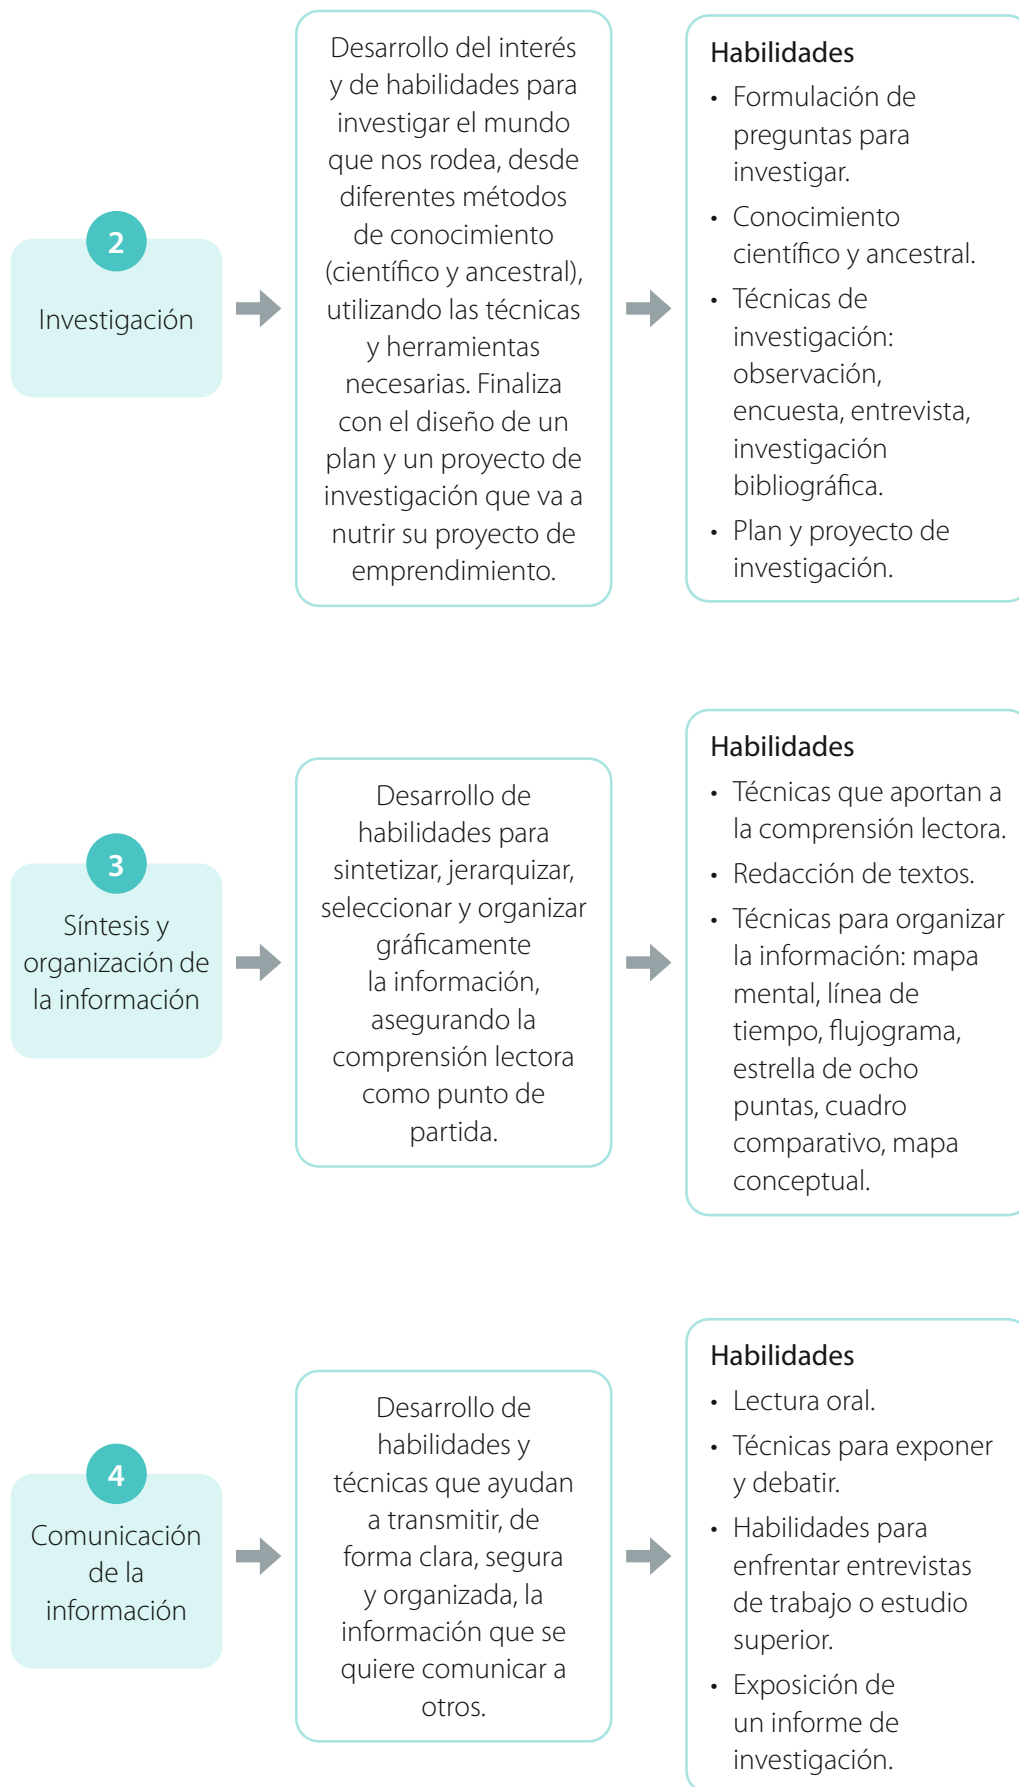 2
Investigación
Desarrollo del interés
y de habilidades para
investigar el mundo
que nos rodea, desde
diferentes métodos
de conocimiento
(científico y ancestral),
utilizando las técnicas
y herramientas
necesarias. Finaliza
con el diseño de un
plan y un proyecto de
investigación que va a
nutrir su proyecto de
emprendimiento.
Habilidades
• Formulación de
preguntas para
investigar.
• Conocimiento
científico y ancestral.
• Técnicas de
investigación:
observación,
encuesta, entrevista,
investigación
bibliográfica.
• Plan y proyecto de
investigación.
3
Síntesis y
organización de
la información
Desarrollo de
habilidades para
sintetizar, jerarquizar,
seleccionar y organizar
gráficamente
la información,
asegurando la
comprensión lectora
como punto de
partida.
Habilidades
• Técnicas que aportan a
la comprensión lectora.
• Redacción de textos.
• Técnicas para organizar
la información: mapa
mental, línea de
tiempo, flujograma,
estrella de ocho
puntas, cuadro
comparativo, mapa
conceptual.
4
Comunicación
de la
información
Desarrollo de
habilidades y
técnicas que ayudan
a transmitir, de
forma clara, segura
y organizada, la
información que se
quiere comunicar a
otros.
Habilidades
• Lectura oral.
• Técnicas para exponer
y debatir.
• Habilidades para
enfrentar entrevistas
de trabajo o estudio
superior.
• Exposición de
un informe de
investigación.